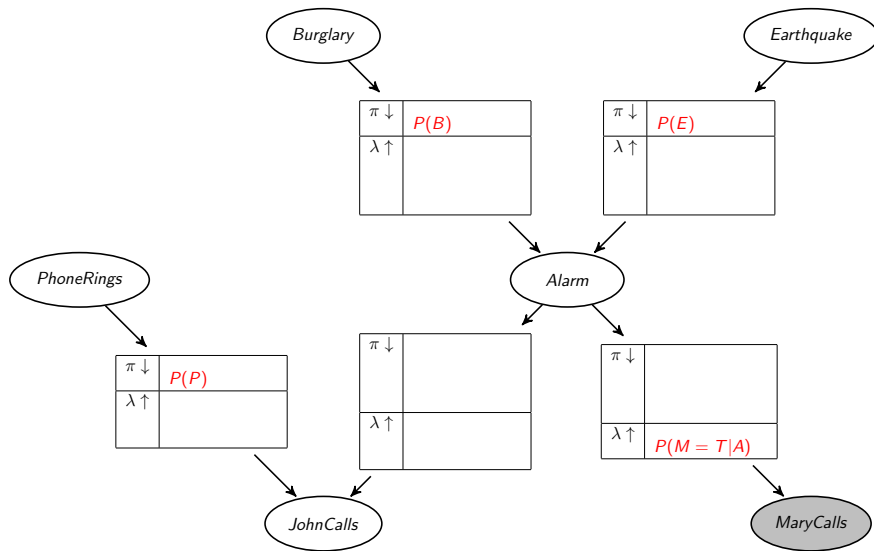 Burglary
Earthquake
π ↓
P(B)
λ ↑
π ↓
P(E)
λ ↑
PhoneRings
Alarm
π ↓
P(P)
λ ↑
π ↓
λ ↑
π ↓
λ ↑
P(M = T|A)
JohnCalls
MaryCalls